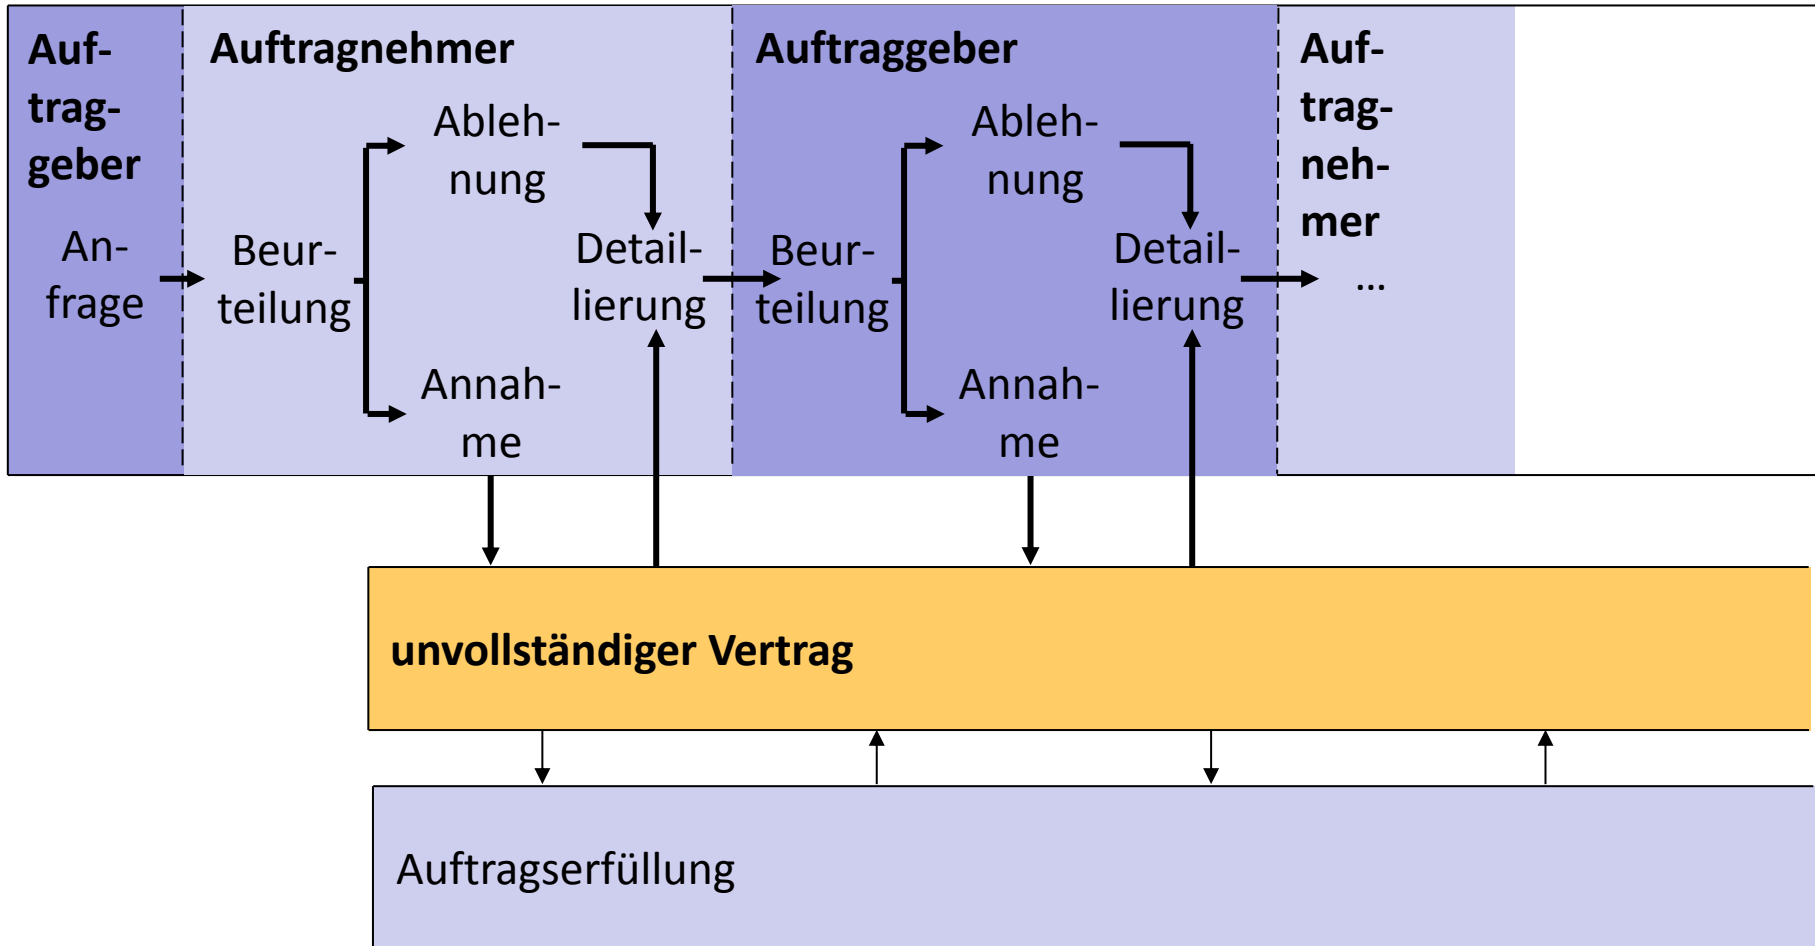 Auf-
trag-
geber
An-
frage
Auftragnehmer
Beur-
teilung
Ableh-
nung
Annah-
me
Detail-
lierung
Auftraggeber
Beur-
teilung
Ableh-
nung
Annah-
me
Detail-
lierung
Auf-
trag-
neh-
mer
...
unvollständiger Vertrag
Auftragserfüllung